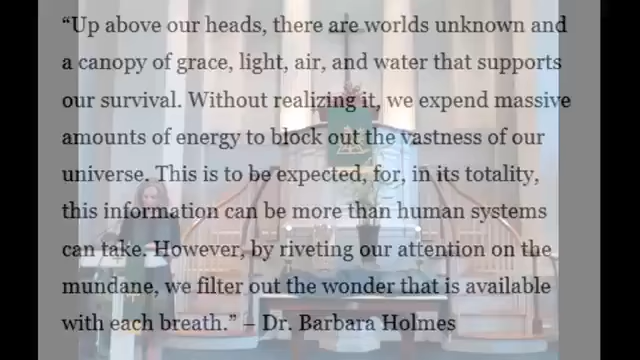 “Up above our heads, there are worlds unknown and
a canopy of grace, light, air, and water that supports
our survival. Without realizing it, we expend massive
amounts of energy to block out the vastness of our
universe. This is to be expected, for, in its totality,
this information can be more than human systems
can take. However, by riveting our attention on the
mundane, we filter out the wonder that is available
with each breath.” – Dr. Barbara Holmes